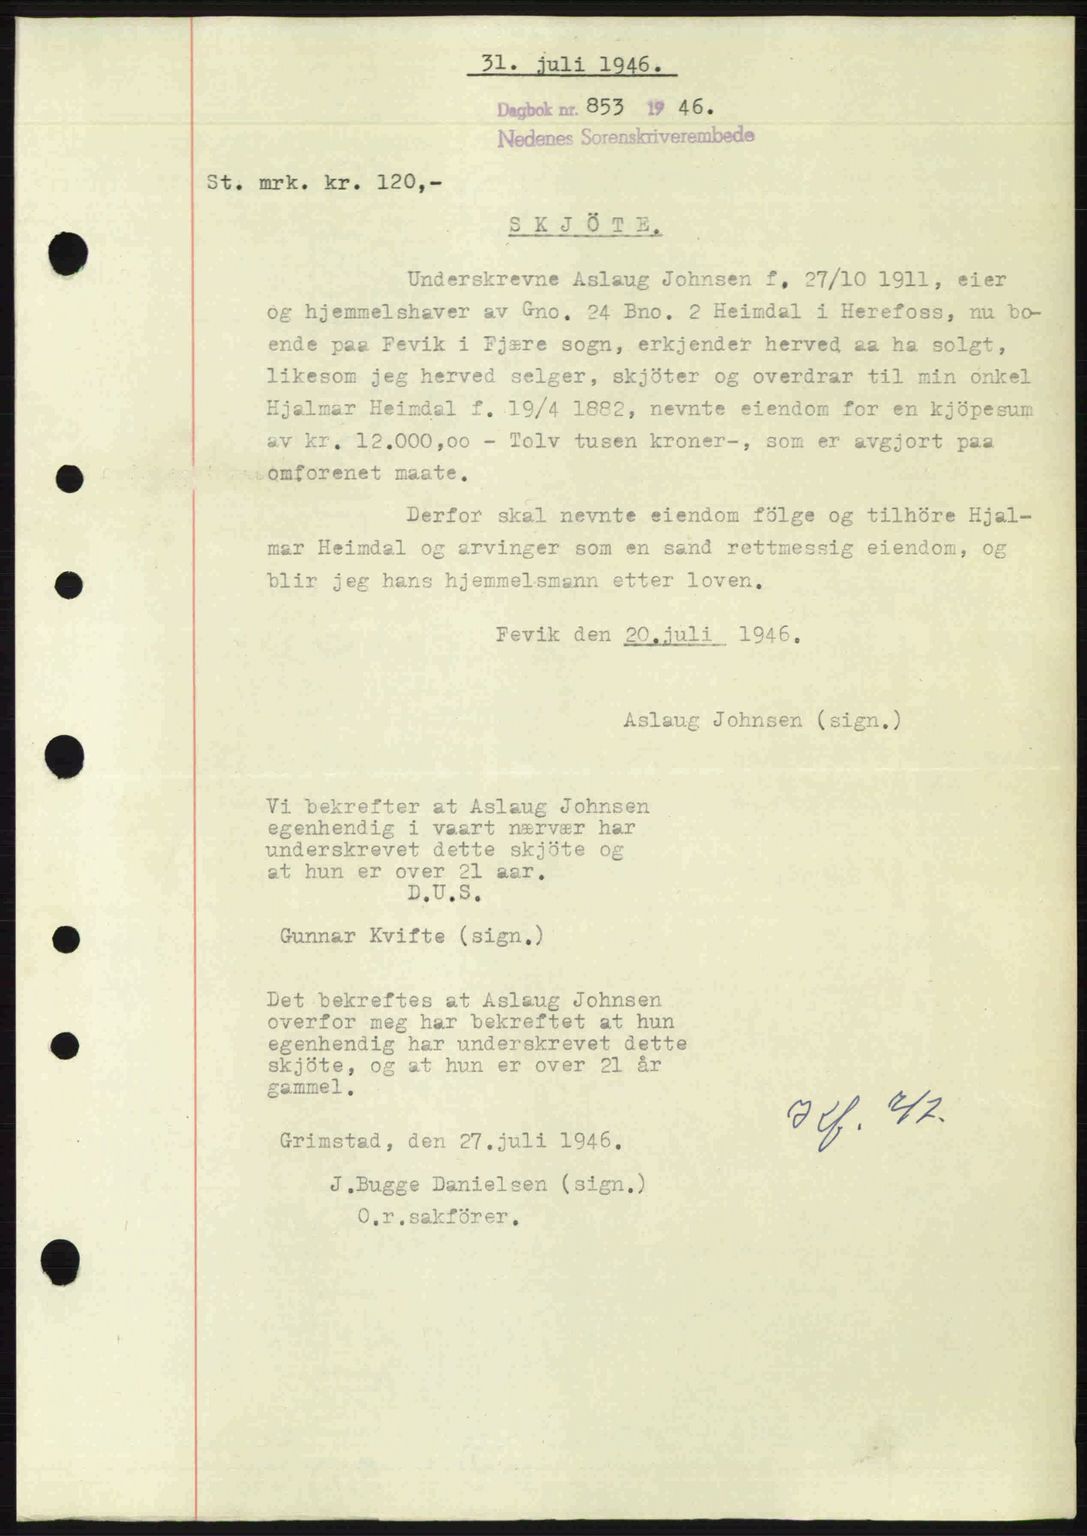 31. juli 1946.
Dagbok nr. 853 19 46.
Nedenes Sorenskriverembede
St. mrk. kr. 120,-
S K J Ö T E.
Underskrevne Aslaug Johnsen f. 27/10 1911, eier
og hjemmelshaver av Gno. 24 Bno. 2 Heimdal i Herefoss, nu bo-
ende paa Fevik i Fjære sogn, erkjender herved aa ha solgt,
likesom jeg herved selger, skjöter og overdrar til min onkel
Hjalmar Heimdal f. 19/4 1882, nevnte eiendom for en kjöpesum
av kr. 12.000,oo - Tolv tusen kroner-, som er avgjort paa
omforenet maate.
Derfor skal nevnte eiendom fölge og tilhöre Hjal-
mar Heimdal og arvinger som en sand rettmessig eiendom, og
blir jeg hans hjemmelsmann etter loven.
Fevik den 20.juli 1946.
Aslaug Johnsen (sign.)
Vi bekrefter at Aslaug Johnsen
egenhendig i vaart nærvær har
underskrevet dette skjöte og
at hun er over 21 aar.
D.U.S.
Gunnar Kvifte (sign.)
Det bekreftes at Aslaug Johnsen
overfor meg har bekreftet at hun
egenhendig har underskrevet dette
skjöte, og at hun er over 21 år
gammel.
Grimstad, den 27.juli 1946.
J.Bugge Danielsen (sign.)
O.r.sakförer.